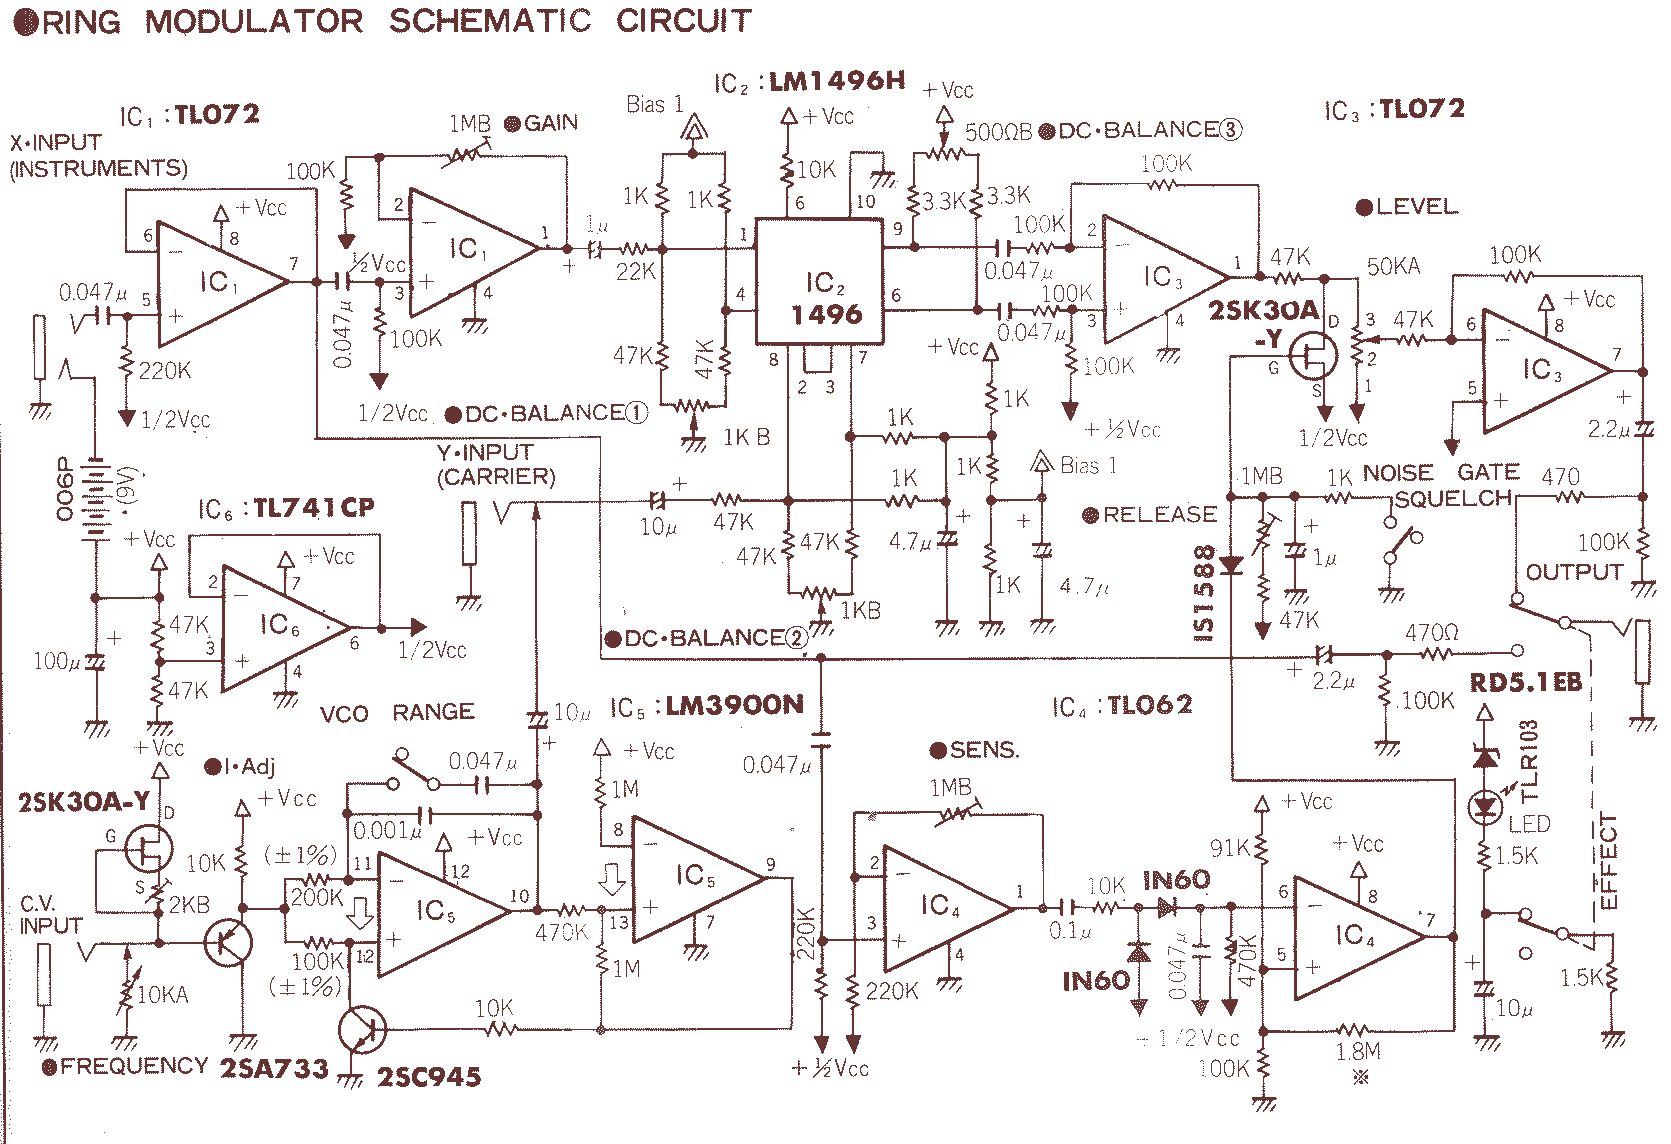 ●RING MODULATOR SCHEMATIC CIRCUIT
IC₁ : TL072
X·INPUT
(INSTRUMENTS)
100K
1MB ●GAIN
Bias 1
IC₂ : LM1496H
+Vcc
+Vcc
500ΩB ●DC·BALANCE③
IC₃ : TL072
+Vcc
6
8
−
IC₁
7
5
+
0.047μ
220K
1/2Vcc
½Vcc
0.047μ
2
−
IC₁
1
3
+
4
100K
1/2Vcc
1μ
+
22K
1K
1K
47K
47K
●DC·BALANCE①
1K B
10K
6
10
1
4
IC₂
1496
9
6
8
2
3
7
3.3K
3.3K
100K
0.047μ
100K
0.047μ
100K
2
−
IC₃
1
3
+
4
100K
+½Vcc
●LEVEL
47K
50KA
2SK30A
-Y
D
G
S
3
2
1
1/2Vcc
47K
100K
+Vcc
6
8
−
IC₃
7
5
+
+
2.2μ
006P
(9V)
Y·INPUT
(CARRIER)
10μ
+
47K
47K
47K
1K
1K
4.7μ
+
+Vcc
1K
1K
1K
Bias 1
+
4.7μ
1KB
●DC·BALANCE②
●RELEASE
1MB
1K
NOISE GATE
SQUELCH
470
+
1μ
47K
IS1588
100K
OUTPUT
470Ω
+
2.2μ
100K
RD5.1EB
TLR103
LED
1.5K
EFFECT
1.5K
+
10μ
+Vcc
IC₆ : TL741CP
+Vcc
2
7
−
IC₆
6
3
+
4
1/2Vcc
47K
47K
+
100μ
+Vcc
VCO RANGE
10μ
+
IC₅ : LM3900N
0.047μ
0.001μ
●I·Adj
+Vcc
2SK30A-Y
D
G
S
2KB
10K
(±1%)
200K
100K
(±1%)
+Vcc
11
12
−
IC₅
10
+
12
470K
+Vcc
1M
8
−
IC₅
9
13
+
7
1M
10K
C.V.
INPUT
10KA
●FREQUENCY
2SA733
2SC945
0.047μ
220K
220K
+½Vcc
●SENS.
1MB
2
−
IC₄
1
3
+
4
0.1μ
10K
IN60
IN60
0.047μ
470K
1/2Vcc
IC₄ : TL062
+Vcc
91K
+Vcc
6
8
−
IC₄
7
5
+
100K
1.8M
※